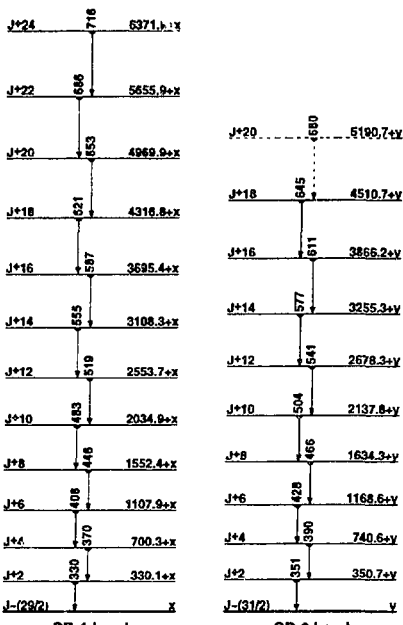 J+24 716
J+22 686 5655.9+x
J+20 653 4969.9+x
J+18 621 4316.8+x
J+16 587 3695.4+x
J+14 555 3108.3+x
J+12 519 2553.7+x
J+10 483 2034.9+x
J+8 446 1552.4+x
J+6 408 1107.9+x
J+4 370 700.3+x
J+2 330 330.1+x
J~(29/2) x
J+20 680 5190.7+y
J+18 645 4510.7+y
J+16 611 3866.2+y
J+14 577 3255.3+y
J+12 541 2678.3+y
J+10 504 2137.8+y
J+8 466 1634.3+y
J+6 428 1168.6+y
J+4 390 740.6+y
J+2 351 350.7+y
J~(31/2) y